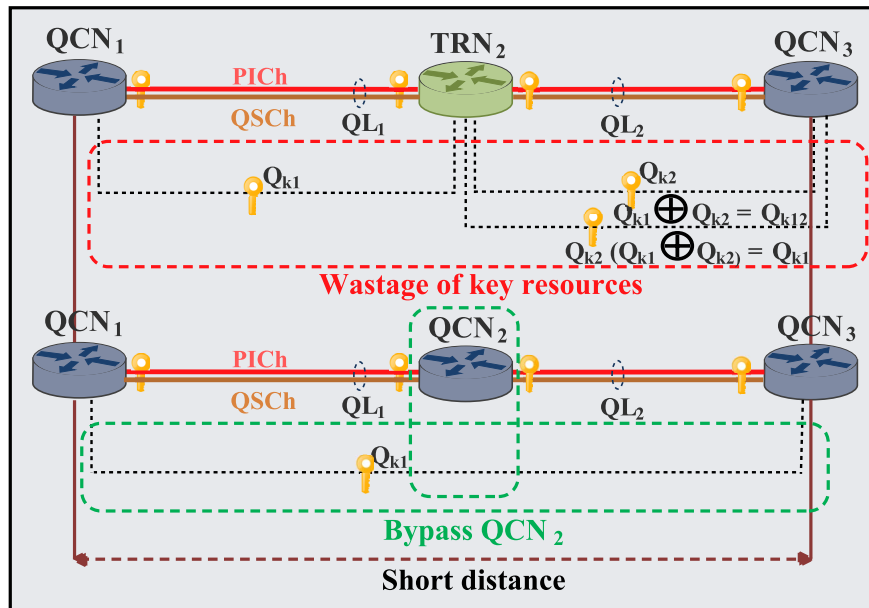 QCN₁ TRN₂ QCN₃
PICh
QSCh QL₁ QL₂
Qₖ₁ Qₖ₂
Qₖ₁ ⊕ Qₖ₂ = Qₖ₁₂
Qₖ₂ (Qₖ₁ ⊕ Qₖ₂₎ = Qₖ₁
Wastage of key resources
QCN₁ QCN₂ QCN₃
PICh
QSCh QL₁ QL₂
Qₖ₁
Bypass QCN ₂
Short distance